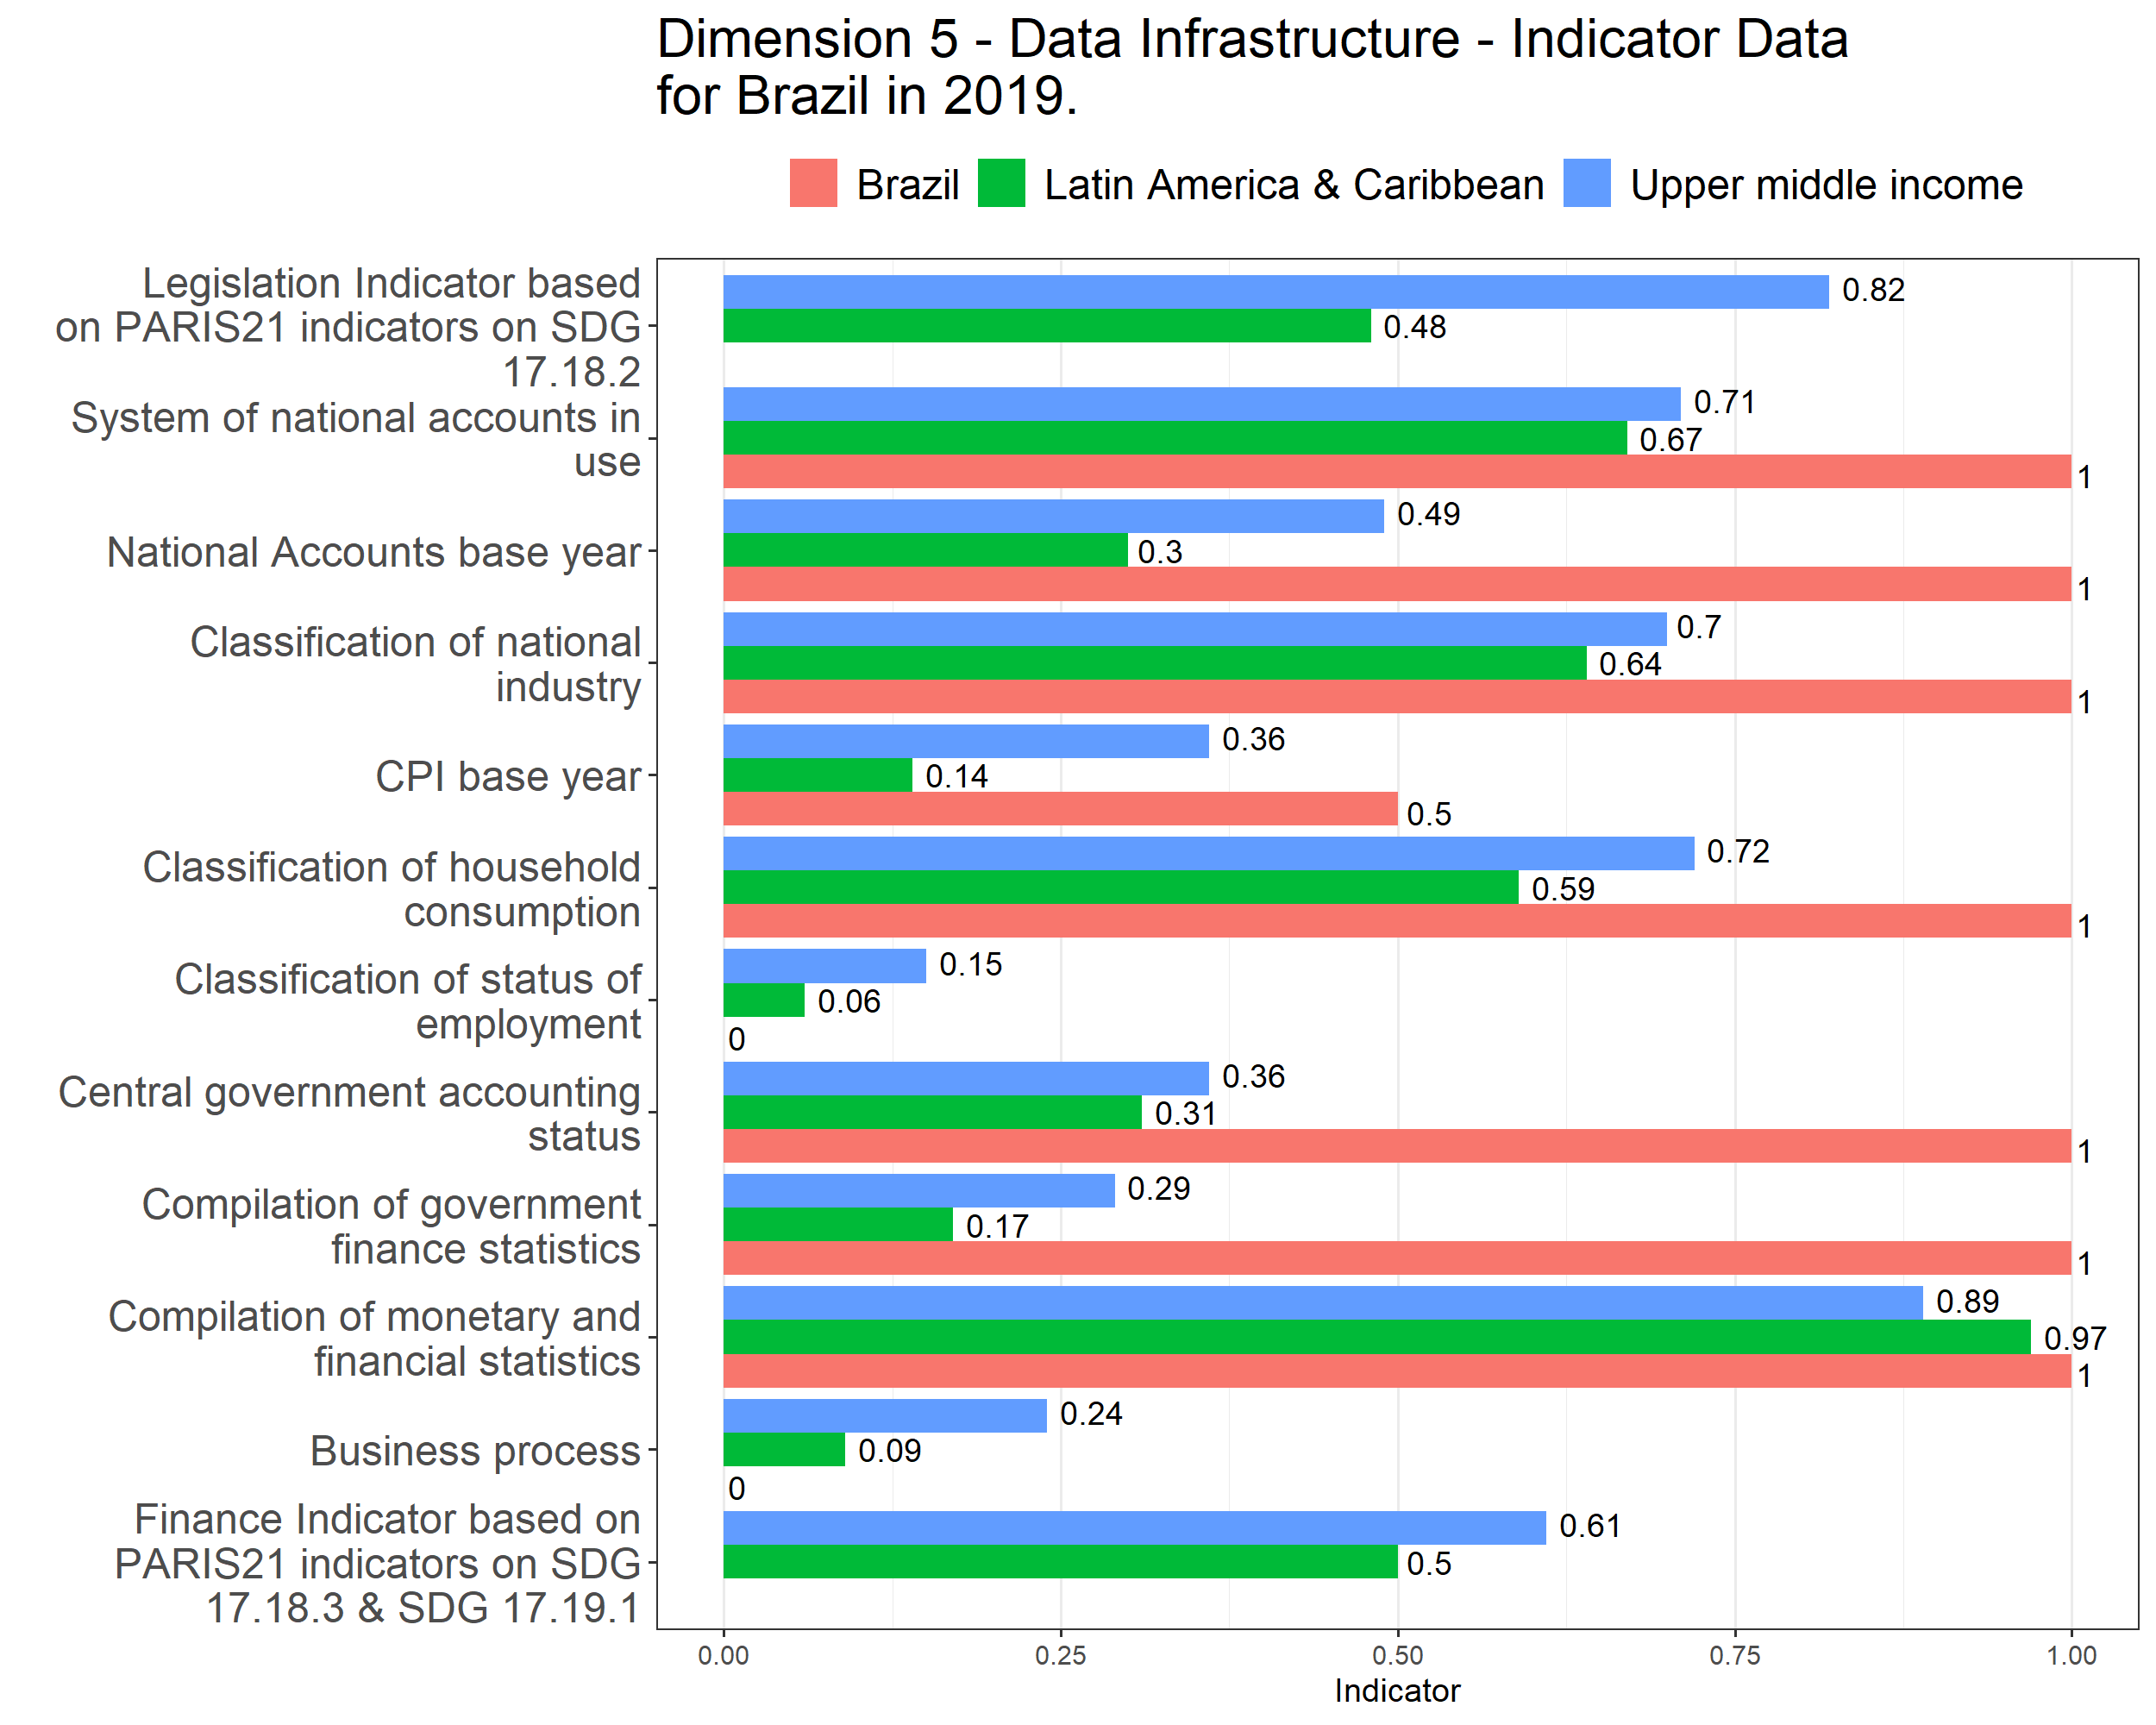 Dimension 5 - Data Infrastructure - Indicator Data
for Brazil in 2019.
Brazil
Latin America & Caribbean
Upper middle income
Legislation Indicator based
on PARIS21 indicators on SDG
17.18.2
0.82
0.48
System of national accounts in
use
0.71
0.67
1
National Accounts base year
0.49
0.3
1
Classification of national
industry
0.7
0.64
1
CPI base year
0.36
0.14
0.5
Classification of household
consumption
0.72
0.59
1
Classification of status of
employment
0.15
0.06
0
Central government accounting
status
0.36
0.31
1
Compilation of government
finance statistics
0.29
0.17
1
Compilation of monetary and
financial statistics
0.89
0.97
1
Business process
0.24
0.09
0
Finance Indicator based on
PARIS21 indicators on SDG
17.18.3 & SDG 17.19.1
0.61
0.5
0.00
0.25
0.50
0.75
1.00
Indicator